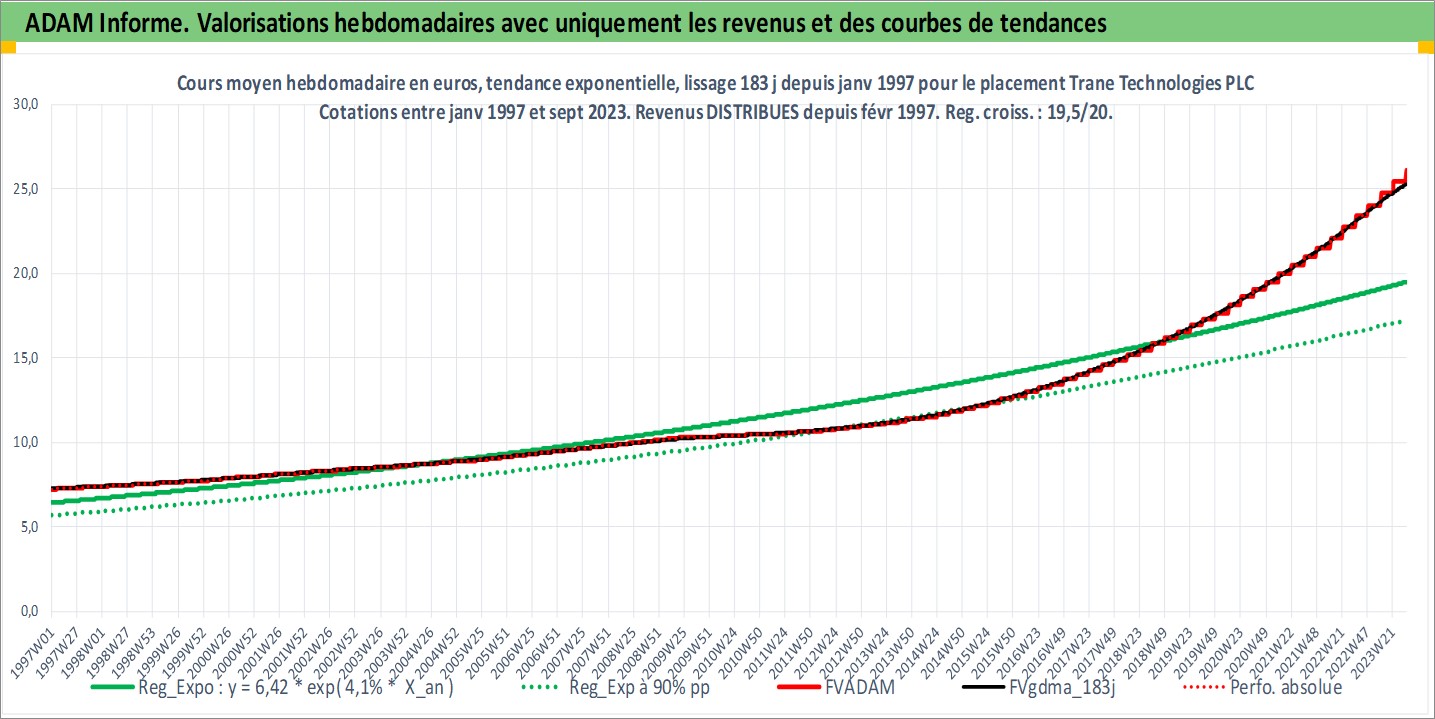 ADAM Informe. Valorisations hebdomadaires avec uniquement les revenus et des courbes de tendances
Cours moyen hebdomadaire en euros, tendance exponentielle, lissage 183 j depuis janv 1997 pour le placement Trane Technologies PLC
Cotations entre janv 1997 et sept 2023. Revenus DISTRIBUES depuis févr 1997. Reg. croiss. : 19,5/20.
30,0
25,0
20,0
15,0
10,0
5,0
0,0
1997W01
1997W27
1998W01
1998W27
1998W53
1999W26
1999W52
2000W26
2000W52
2001W26
2001W52
2002W26
2002W52
2003W26
2003W52
2004W26
2004W52
2005W25
2005W51
2006W25
2006W51
2007W25
2007W51
2008W25
2008W51
2009W25
2009W51
2010W24
2010W50
2011W24
2011W50
2012W24
2012W50
2013W24
2013W50
2014W24
2014W50
2015W24
2015W50
2016W23
2016W49
2017W23
2017W49
2018W23
2018W49
2019W23
2019W49
2020W23
2020W49
2021W22
2021W48
2022W21
2022W47
2023W21
Reg_Expo : y = 6,42 * exp( 4,1% * X_an )
Reg_Exp à 90% pp
FVADAM
FVgdma_183j
Perfo. absolue